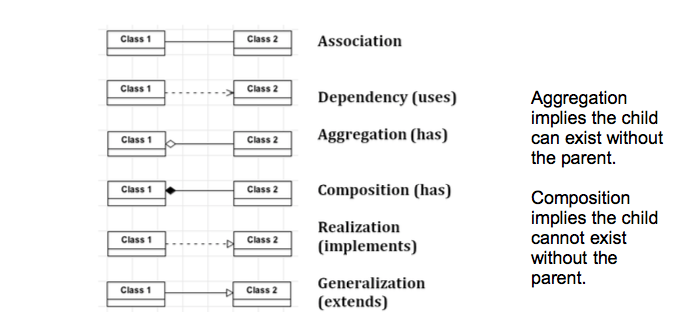 Class 1
Class 2
Association
Class 1
Class 2
Dependency (uses)
Class 1
Class 2
Aggregation (has)
Class 1
Class 2
Composition (has)
Class 1
Class 2
Realization
(implements)
Class 1
Class 2
Generalization
(extends)
Aggregation
implies the child
can exist without
the parent.
Composition
implies the child
cannot exist
without the
parent.